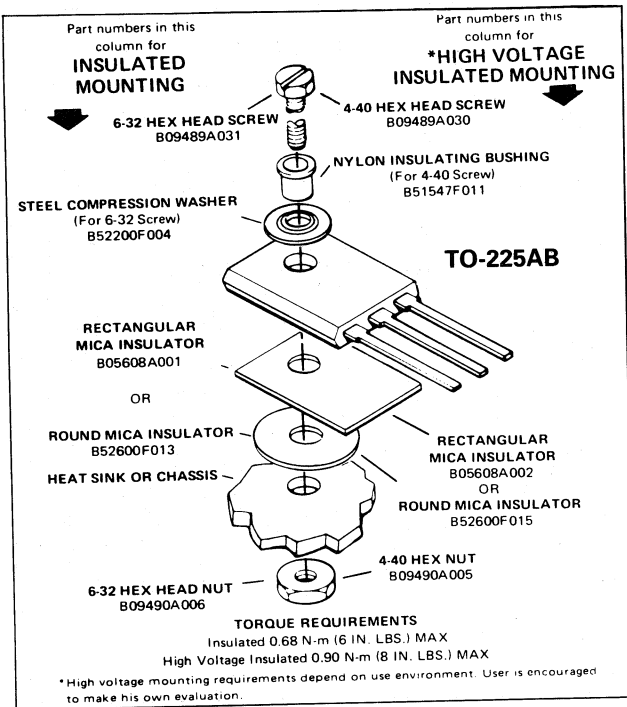 Part numbers in this
column for
INSULATED
MOUNTING
Part numbers in this
column for
*HIGH VOLTAGE
INSULATED MOUNTING
6-32 HEX HEAD SCREW
B09489A031
4-40 HEX HEAD SCREW
B09489A030
NYLON INSULATING BUSHING
(For 4-40 Screw)
B51547F011
STEEL COMPRESSION WASHER
(For 6-32 Screw)
B52200F004
TO-225AB
RECTANGULAR
MICA INSULATOR
B05608A001
OR
ROUND MICA INSULATOR
B52600F013
HEAT SINK OR CHASSIS
RECTANGULAR
MICA INSULATOR
B05608A002
OR
ROUND MICA INSULATOR
B52600F015
4-40 HEX NUT
B09490A005
6-32 HEX HEAD NUT
B09490A006
TORQUE REQUIREMENTS
Insulated 0.68 N-m (6 IN. LBS.) MAX
High Voltage Insulated 0.90 N-m (8 IN. LBS.) MAX
*High voltage mounting requirements depend on use environment. User is encouraged
to make his own evaluation.